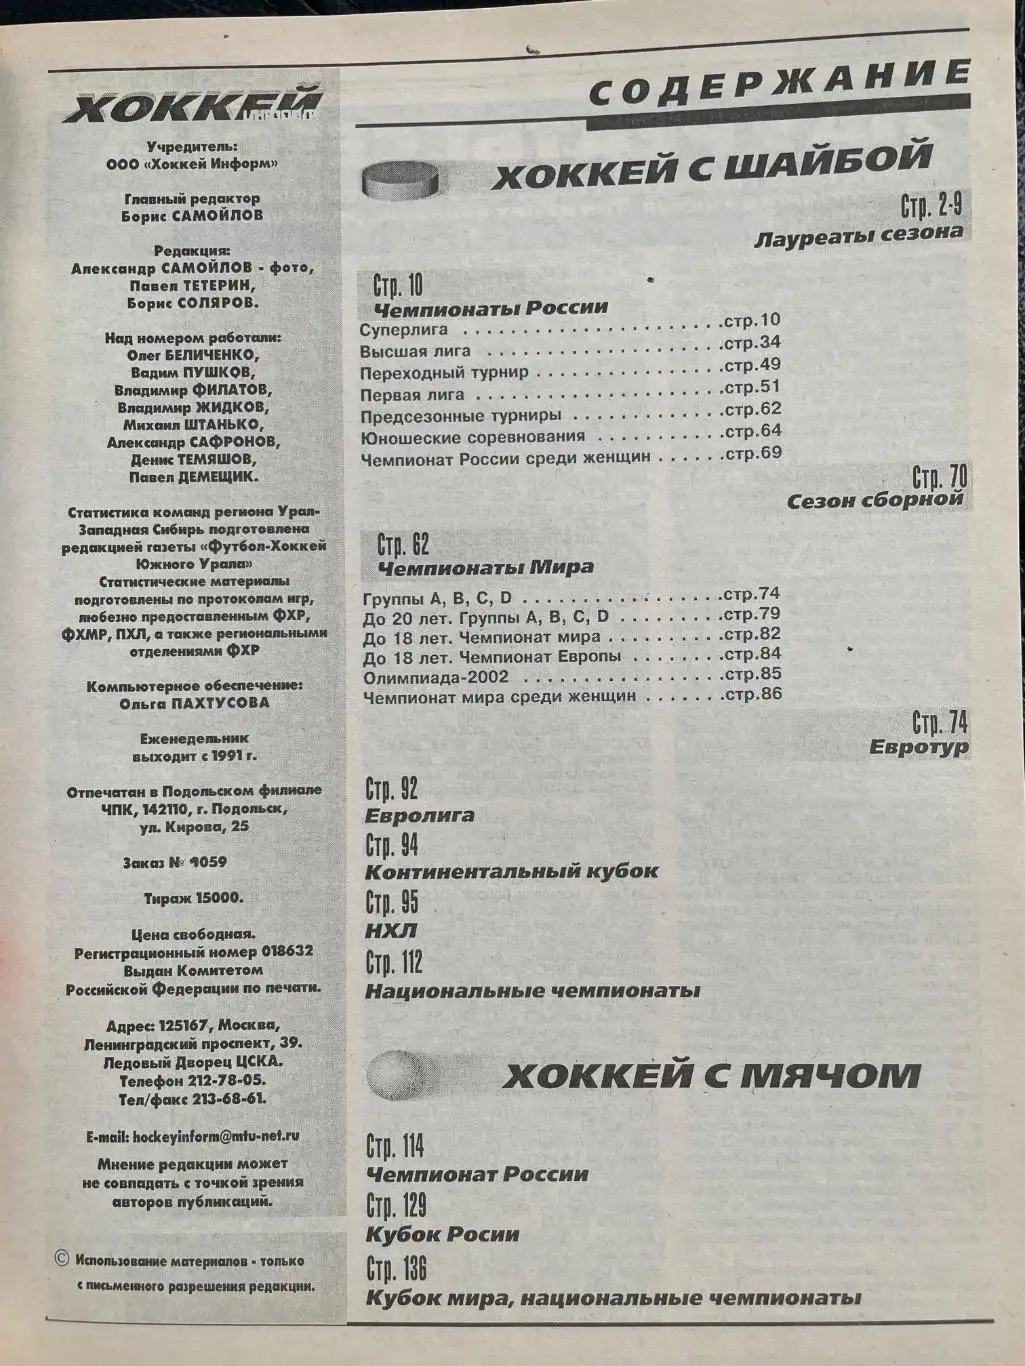 ХОККЕЙ
Учредитель:
ООО «Хоккей Информ»
Главный редактор
Борис САМОЙЛОВ
Редакция:
Александр САМОЙЛОВ - фото,
Павел ТЕТЕРИН,
Борис СОЛЯРОВ.
Над номером работали:
Олег БЕЛИЧЕНКО,
Вадим ПУШКОВ,
Владимир ФИЛАТОВ,
Владимир ЖИДКОВ,
Михаил ШТАНЬКО,
Александр САФРОНОВ,
Денис ТЕМЯШОВ,
Павел ДЕМЕЩИК.
Статистика команд региона Урал-
Западная Сибирь подготовлена
редакцией газеты «Футбол-Хоккей
Южного Урала»
Статистические материалы
подготовлены по протоколам игр,
любезно предоставленным ФХР,
ФХМР, ПХЛ, а также региональными
отделениями ФХР
Компьютерное обеспечение:
Ольга ПАХТУСОВА
Еженедельник
выходит с 1991 г.
Отпечатан в Подольском филиале
ЧПК, 142110, г. Подольск,
ул. Кирова, 25
Заказ № 1059
Тираж 15000.
Цена свободная.
Регистрационный номер 018632
Выдан Комитетом
Российской Федерации по печати.
Адрес: 125167, Москва,
Ленинградский проспект, 39.
Ледовый Дворец ЦСКА.
Телефон 212-78-05.
Тел/факс 213-68-61.
E-mail: hockeyinform@mtu-net.ru
Мнение редакции может
не совпадать с точкой зрения
авторов публикаций.
© Использование материалов - только
с письменного разрешения редакции.
СОДЕРЖАНИЕ
ХОККЕЙ С ШАЙБОЙ
Стр. 2-9
Лауреаты сезона
Стр. 10
Чемпионаты России
Суперлига . . . . . . . . . . . . . . . . . . . . . .стр.10
Высшая лига . . . . . . . . . . . . . . . . . . . .стр.34
Переходный турнир . . . . . . . . . . . . . . . .стр.49
Первая лига . . . . . . . . . . . . . . . . . . . . .стр.51
Предсезонные турниры . . . . . . . . . . . . . .стр.62
Юношеские соревнования . . . . . . . . . . .стр.64
Чемпионат России среди женщин . . . . . .стр.69
Стр. 70
Сезон сборной
Стр. 62
Чемпионаты Мира
Группы A, B, C, D . . . . . . . . . . . . . . . . .стр.74
До 20 лет. Группы A, B, C, D . . . . . . . . .стр.79
До 18 лет. Чемпионат мира . . . . . . . . . .стр.82
До 18 лет. Чемпионат Европы . . . . . . . .стр.84
Олимпиада-2002 . . . . . . . . . . . . . . . . .стр.85
Чемпионат мира среди женщин . . . . . . .стр.86
Стр. 74
Евротур
Стр. 92
Евролига
Стр. 94
Континентальный кубок
Стр. 95
НХЛ
Стр. 112
Национальные чемпионаты
ХОККЕЙ С МЯЧОМ
Стр. 114
Чемпионат России
Стр. 129
Кубок Росии
Стр. 136
Кубок мира, национальные чемпионаты